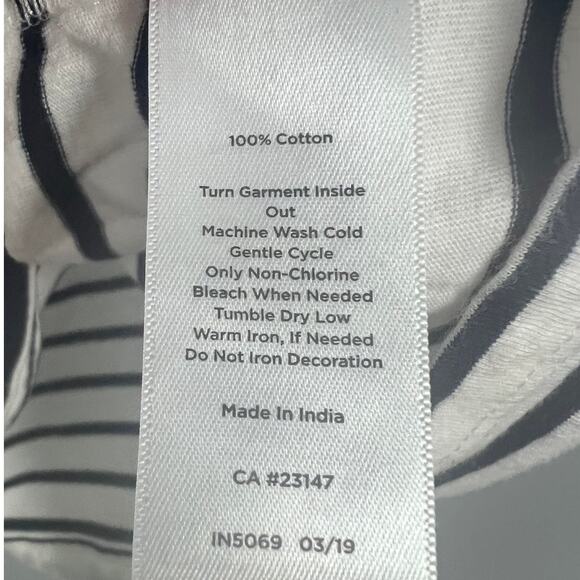 100% Cotton
Turn Garment Inside
Out
Machine Wash Cold
Gentle Cycle
Only Non-Chlorine
Bleach When Needed
Tumble Dry Low
Warm Iron, If Needed
Do Not Iron Decoration
Made In India
CA #23147
IN5069 03/19